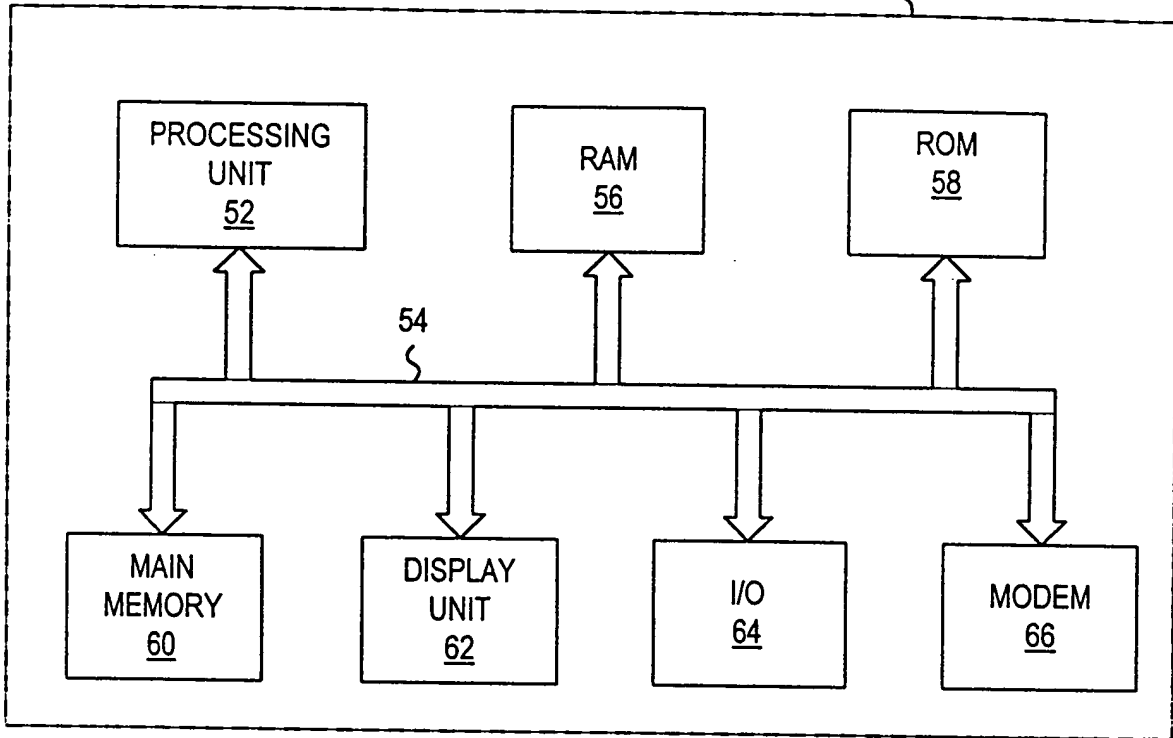 PROCESSING
UNIT
52
RAM
56
ROM
58
54
MAIN
MEMORY
60
DISPLAY
UNIT
62
I/O
64
MODEM
66